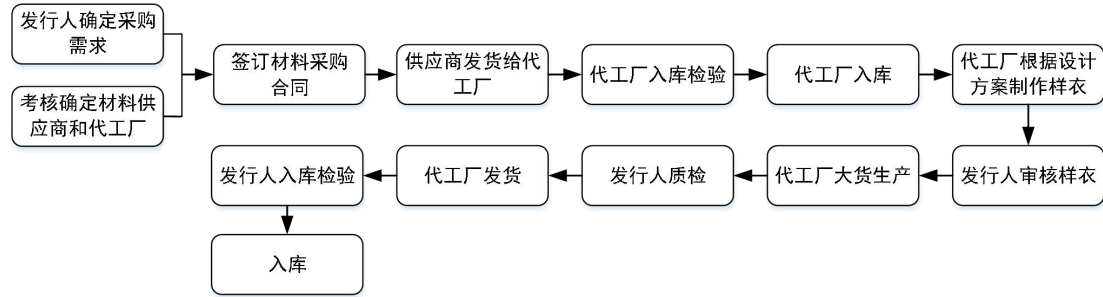 发行人确定采购
需求
考核确定材料供
应商和代工厂
签订材料采购
合同
供应商发货给代
工厂
代工厂入库检验
代工厂入库
代工厂根据设计
方案制作样衣
发行人审核样衣
代工厂大货生产
发行人质检
代工厂发货
发行人入库检验
入库